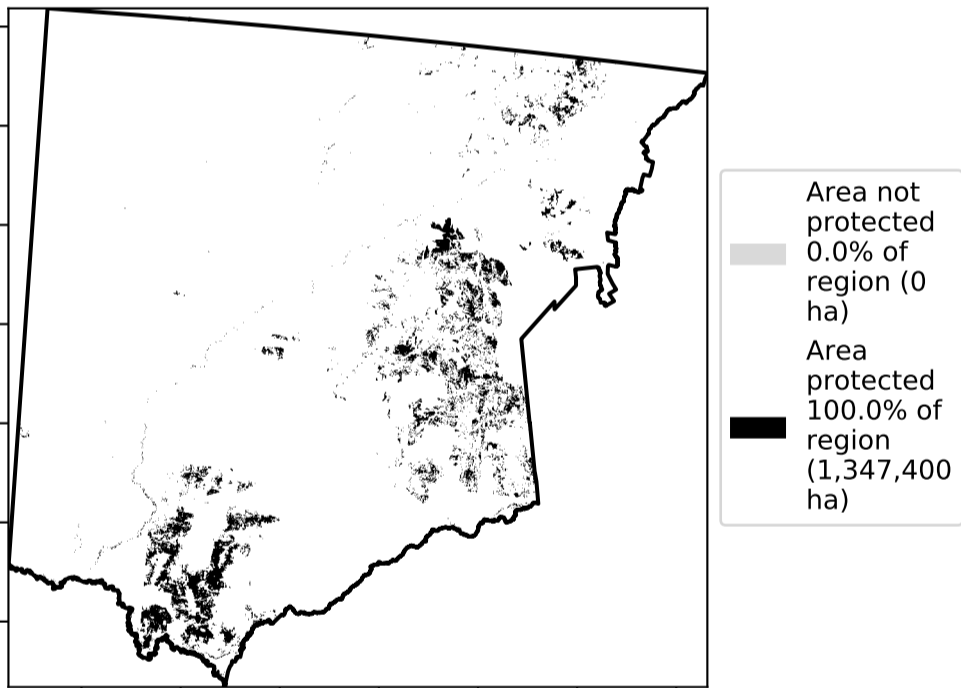 Area not
protected
0.0% of
region (0
ha)
Area
protected
100.0% of
region
(1,347,400
ha)